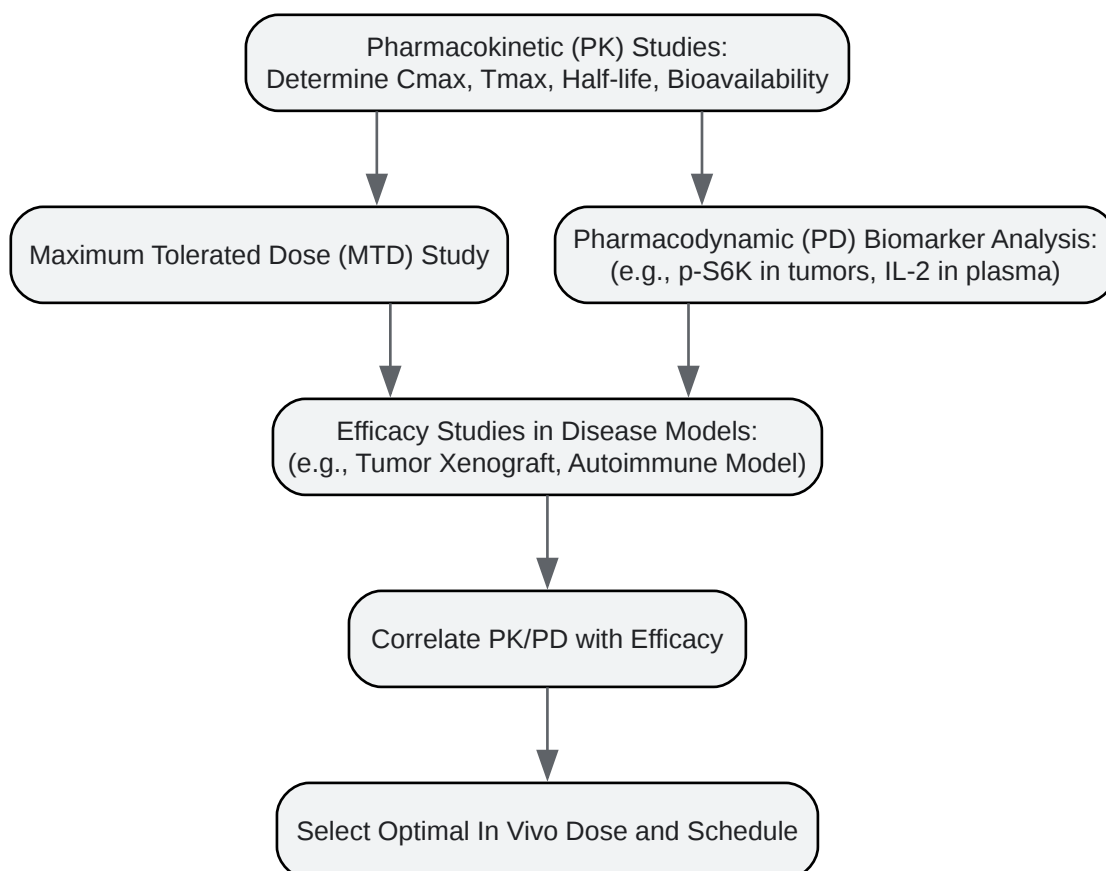 Pharmacokinetic (PK) Studies:
Determine Cmax, Tmax, Half-life, Bioavailability
Maximum Tolerated Dose (MTD) Study
Pharmacodynamic (PD) Biomarker Analysis:
(e.g., p-S6K in tumors, IL-2 in plasma)
Efficacy Studies in Disease Models:
(e.g., Tumor Xenograft, Autoimmune Model)
Correlate PK/PD with Efficacy
Select Optimal In Vivo Dose and Schedule